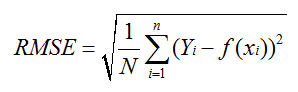 RMSE = √(1/N ∑_{i=1}^{n} (Yi − f(xi))²)